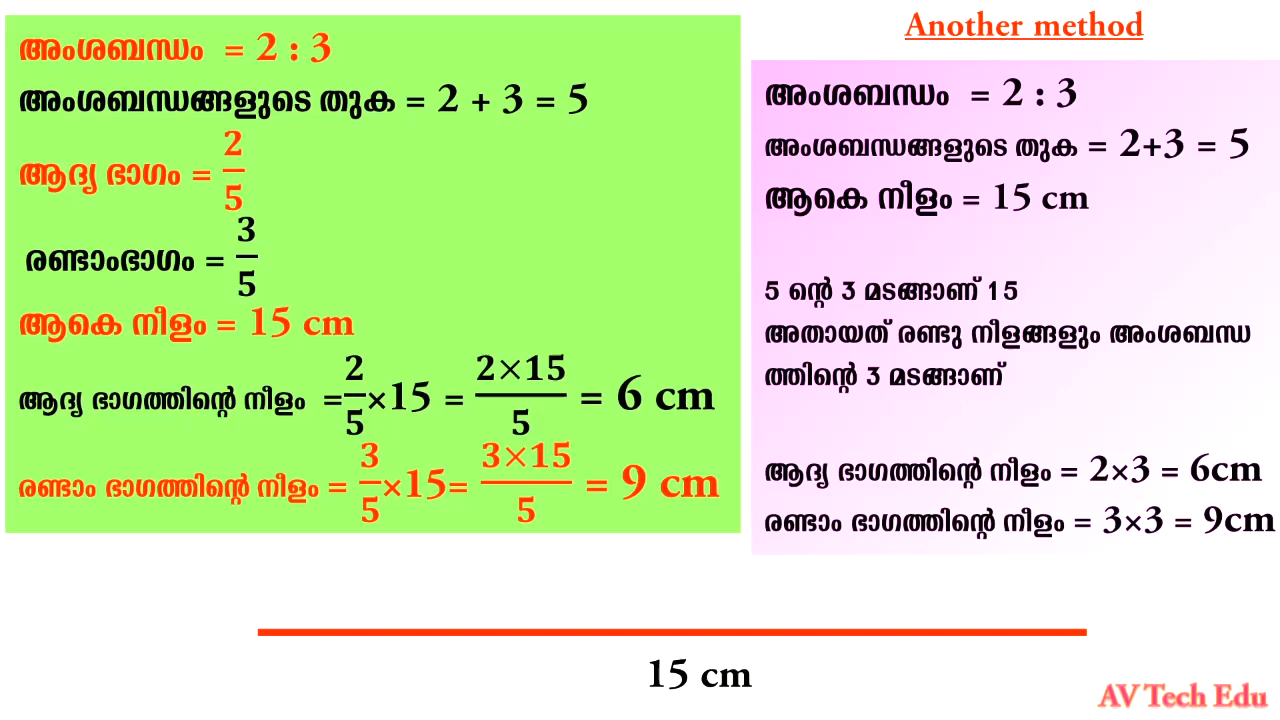 അംശബന്ധം = 2 : 3
അംശബന്ധങ്ങളുടെ തുക = 2 + 3 = 5
ആദ്യ ഭാഗം = 2/5
രണ്ടാംഭാഗം = 3/5
ആകെ നീളം = 15 cm
ആദ്യ ഭാഗത്തിന്റെ നീളം = 2/5 ×15 = 2×15/5 = 6 cm
രണ്ടാം ഭാഗത്തിന്റെ നീളം = 3/5 ×15= 3×15/5 = 9 cm
Another method
അംശബന്ധം = 2 : 3
അംശബന്ധങ്ങളുടെ തുക = 2+3 = 5
ആകെ നീളം = 15 cm
5 ന്റെ 3 മടങ്ങാണ് 15
അതായത് രണ്ടു നീളങ്ങളും അംശബന്ധ
ത്തിന്റെ 3 മടങ്ങാണ്
ആദ്യ ഭാഗത്തിന്റെ നീളം = 2×3 = 6cm
രണ്ടാം ഭാഗത്തിന്റെ നീളം = 3×3 = 9cm
15 cm
AV Tech Edu